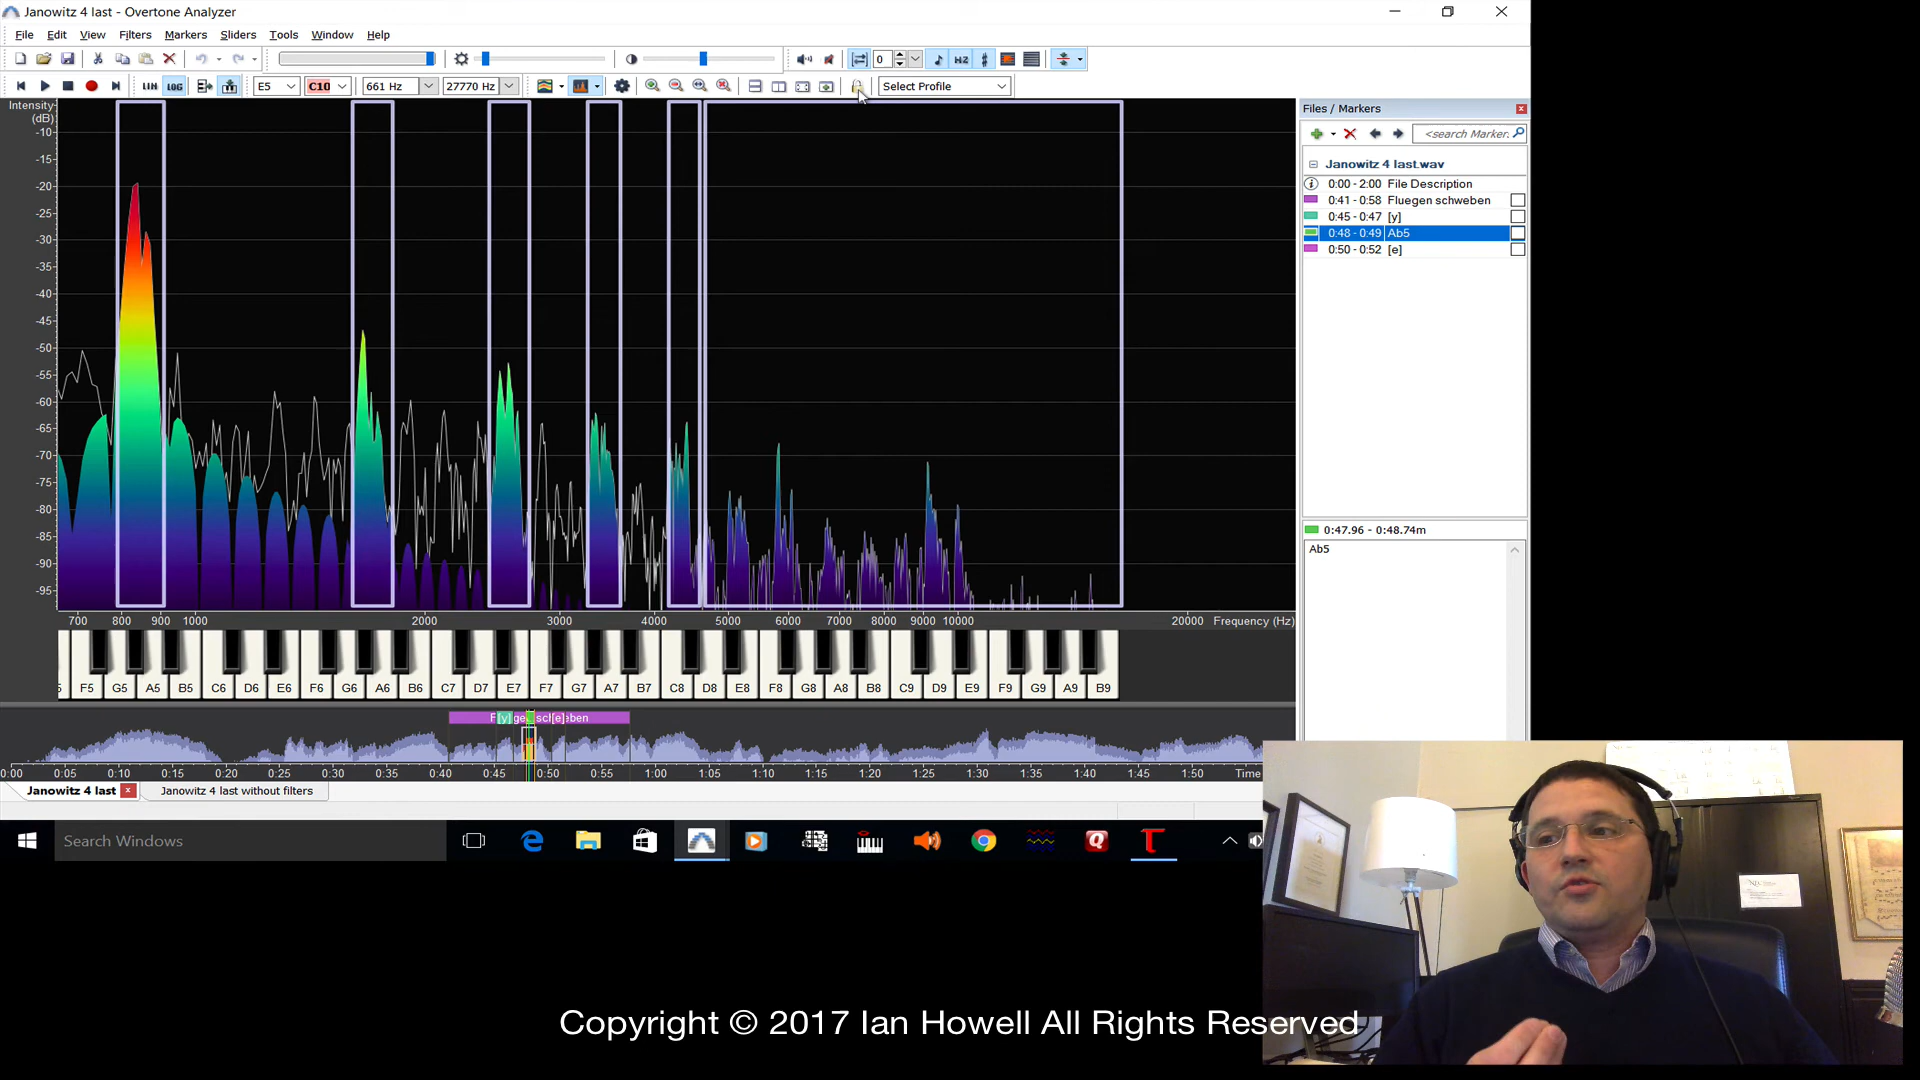 Janowitz 4 last - Overtone Analyzer
File Edit View Filters Markers Sliders Tools Window Help
0 HZ
LIN LOG E5 C10 661 Hz 27770 Hz Select Profile
Intensity
(dB)
-10
-15
-20
-25
-30
-35
-40
-45
-50
-55
-60
-65
-70
-75
-80
-85
-90
-95
700 800 900 1000 2000 3000 4000 5000 6000 7000 8000 9000 10000 20000 Frequency (Hz)
F5 G5 A5 B5 C6 D6 E6 F6 G6 A6 B6 C7 D7 E7 F7 G7 A7 B7 C8 D8 E8 F8 G8 A8 B8 C9 D9 E9 F9 G9 A9 B9
F[y]ge scl[e]eben
0:00 0:05 0:10 0:15 0:20 0:25 0:30 0:35 0:40 0:45 0:50 0:55 1:00 1:05 1:10 1:15 1:20 1:25 1:30 1:35 1:40 1:45 1:50 Time
Janowitz 4 last Janowitz 4 last without filters
Files / Markers
<search Marker.
Janowitz 4 last.wav
0:00 - 2:00 File Description
0:41 - 0:58 Fluegen schweben
0:45 - 0:47 [y]
0:48 - 0:49 Ab5
0:50 - 0:52 [e]
0:47.96 - 0:48.74m
Ab5
Search Windows
Copyright © 2017 Ian Howell All Rights Reserved